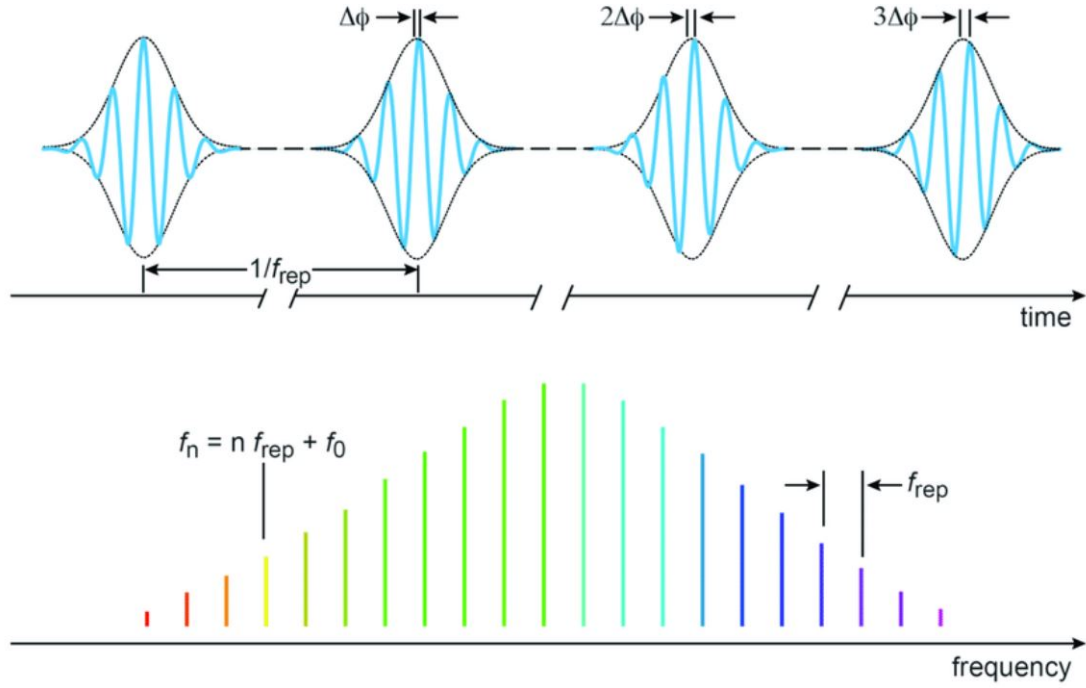 Δϕ
2Δϕ
3Δϕ
1/f_rep
time
f_n = n f_rep + f_0
f_rep
frequency